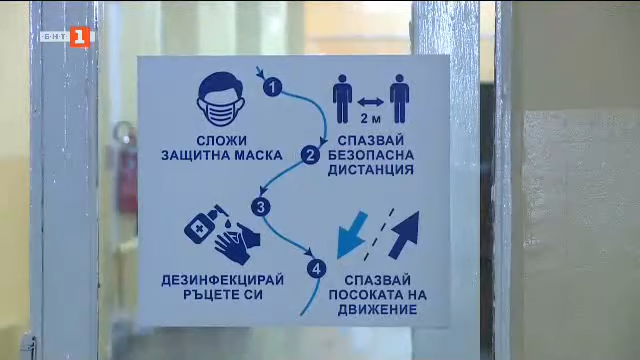 БНТ 1
1
СЛОЖИ
ЗАЩИТНА МАСКА
2 м
2
СПАЗВАЙ
БЕЗОПАСНА
ДИСТАНЦИЯ
3
ДЕЗИНФЕКЦИРАЙ
РЪЦЕТЕ СИ
4
СПАЗВАЙ
ПОСОКАТА НА
ДВИЖЕНИЕ